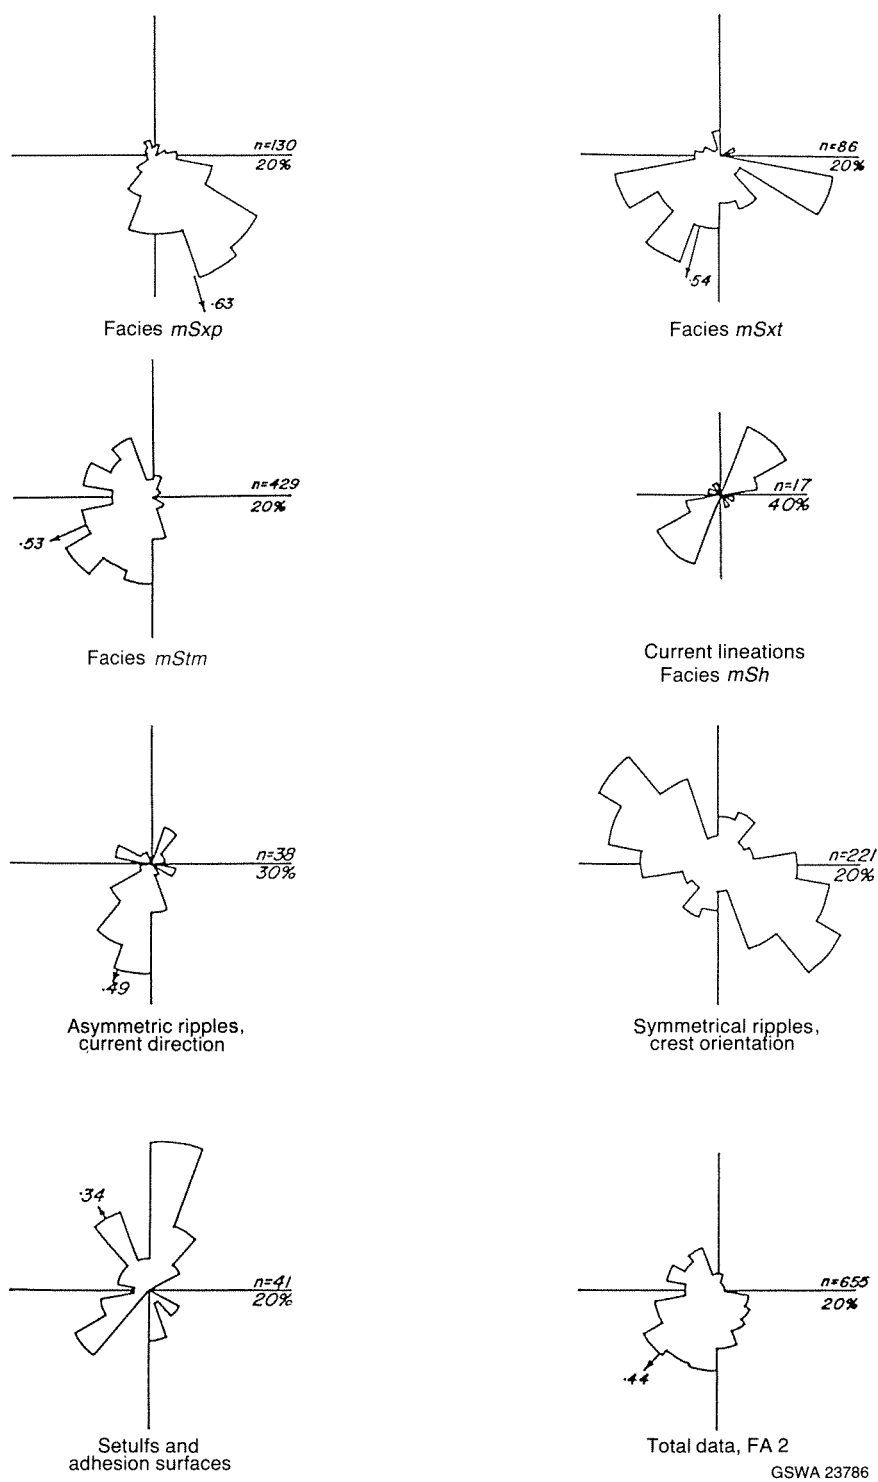 n=130
20%
.63
Facies mSxp
n=86
20%
.54
Facies mSxt
n=429
20%
.53
Facies mStm
n=17
40%
Current lineations
Facies mSh
n=38
30%
.49
Asymmetric ripples,
current direction
n=221
20%
Symmetrical ripples,
crest orientation
.34
n=41
20%
Setulfs and
adhesion surfaces
n=655
20%
.44
Total data, FA 2
GSWA 23786